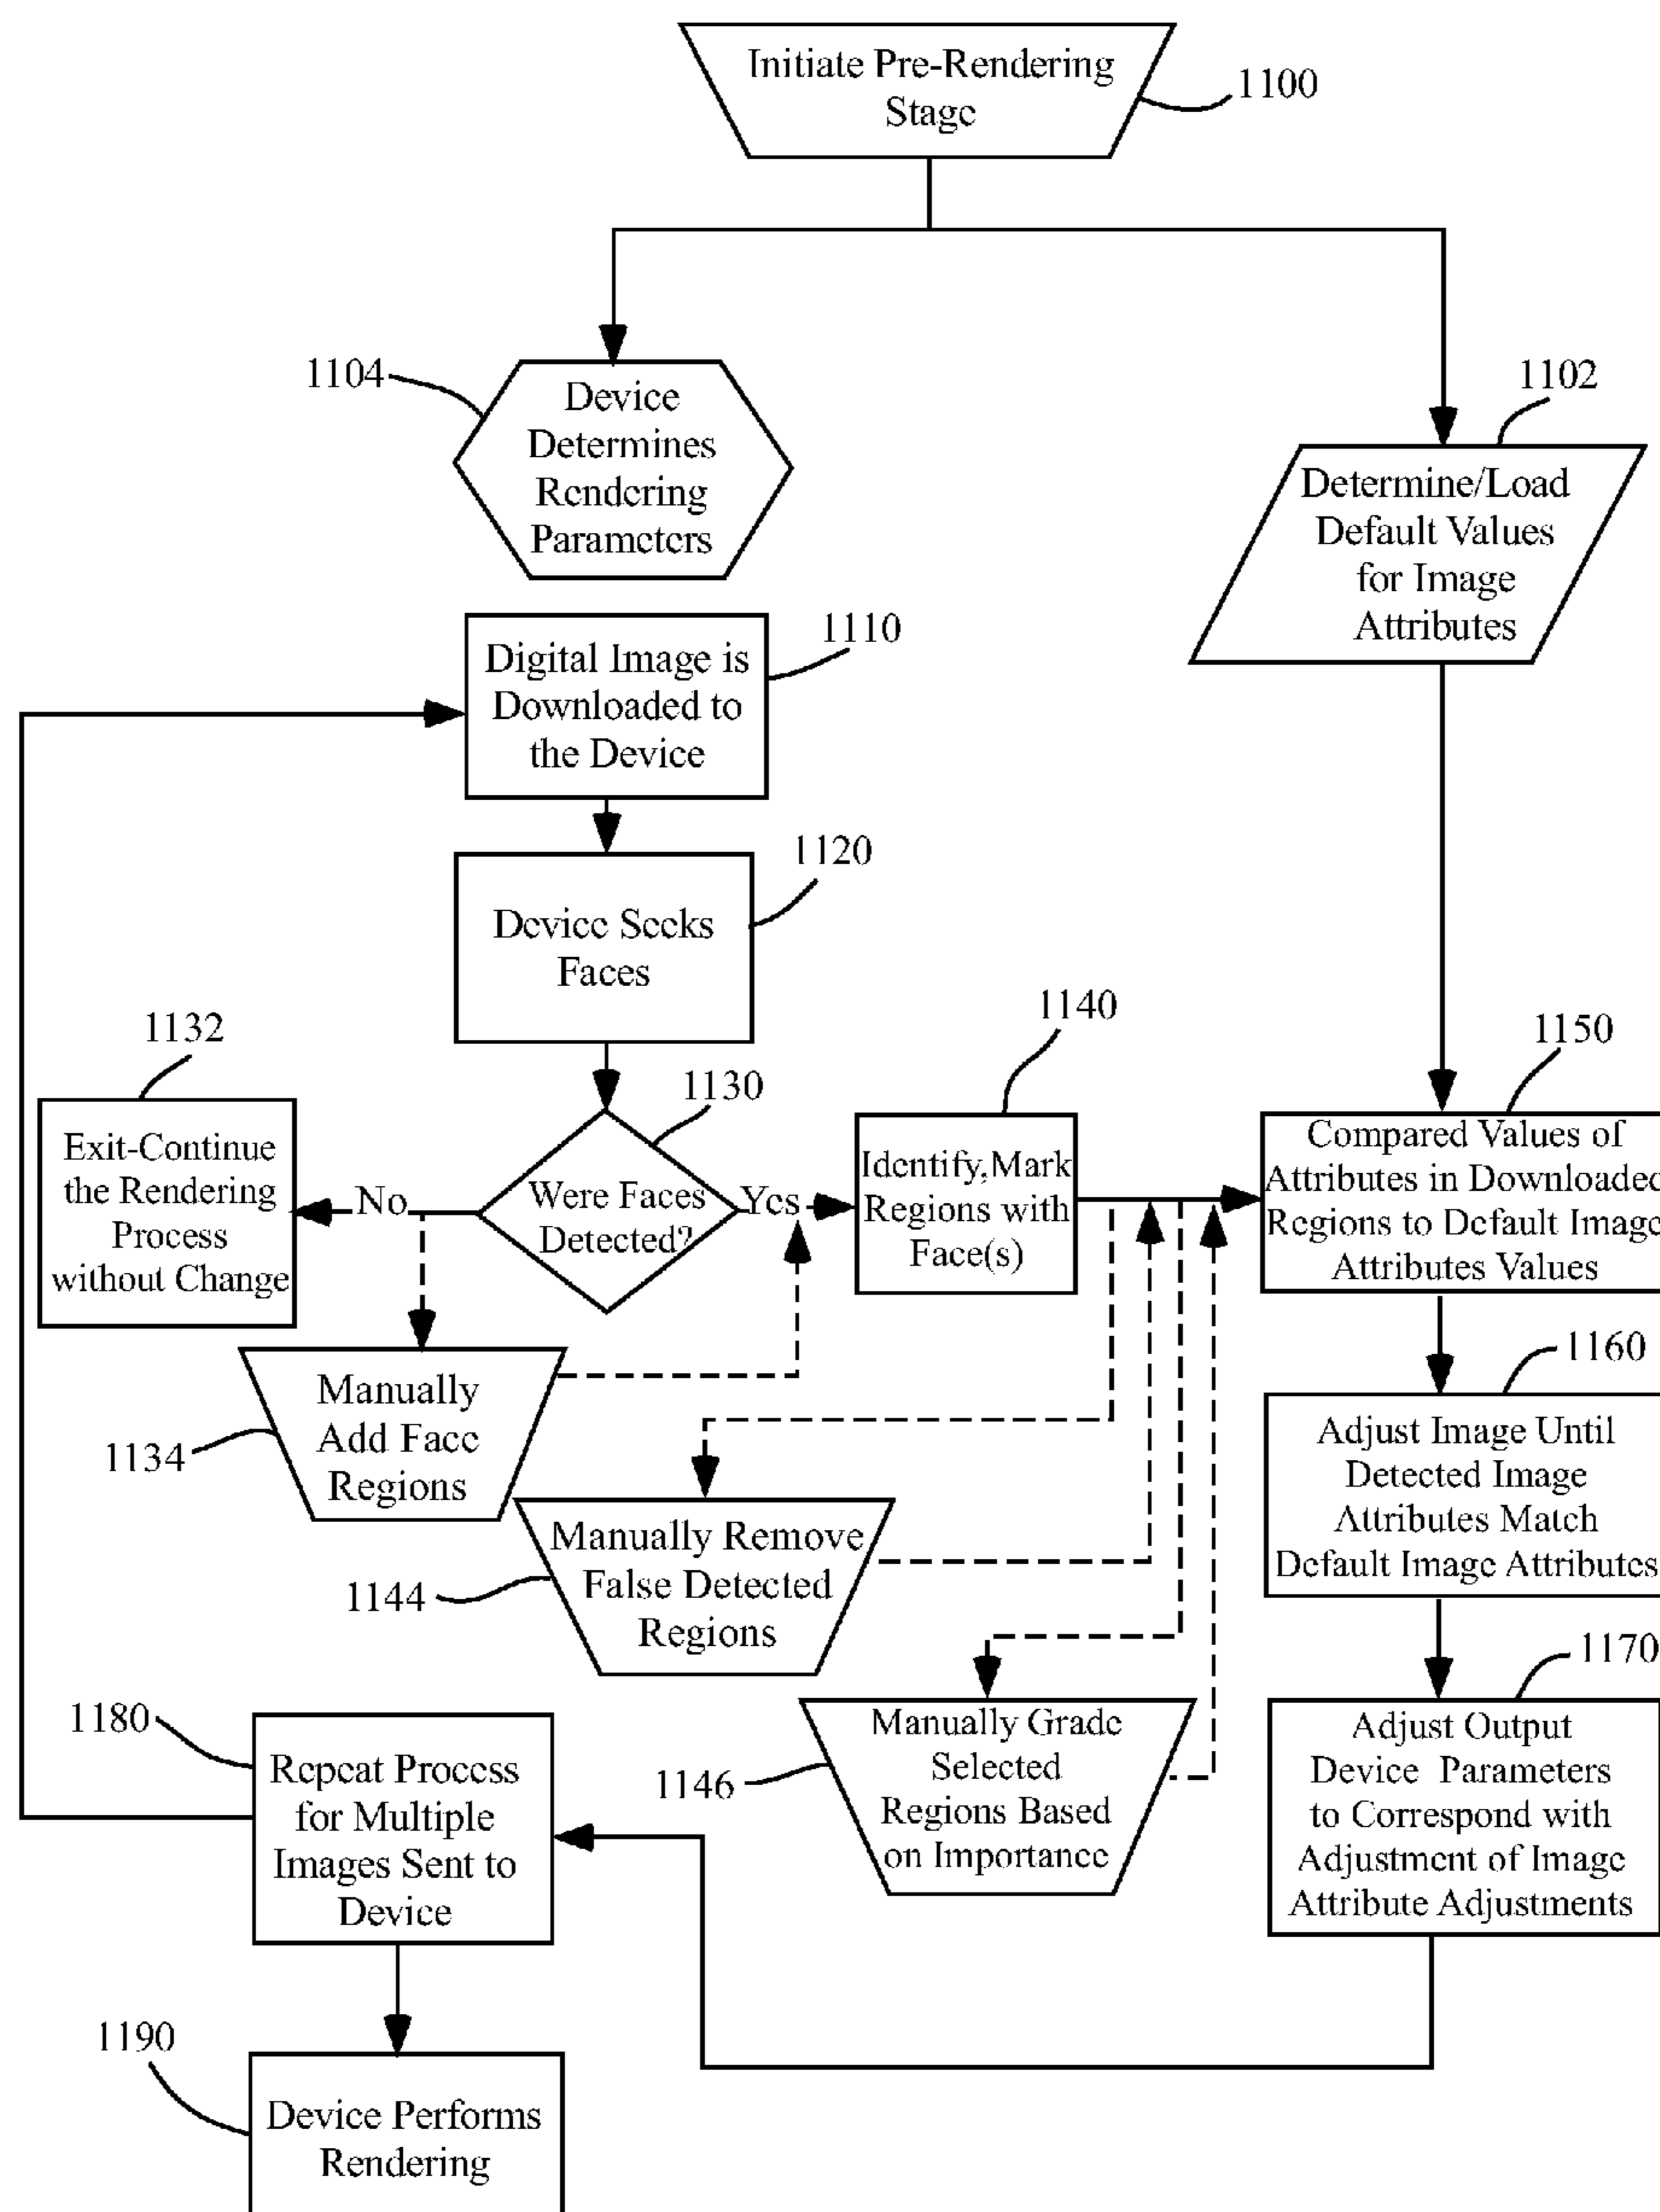 Initiate Pre-Rendering
Stage
1100
1104
Device
Determines
Rendering
Parameters
1102
Determine/Load
Default Values
for Image
Attributes
1110
Digital Image is
Downloaded to
the Device
1120
Device Seeks
Faces
1132
Exit-Continue
the Rendering
Process
without Change
No
1130
Were Faces
Detected?
Yes
1140
Identify,Mark
Regions with
Face(s)
1150
Compared Values of
Attributes in Downloaded
Regions to Default Image
Attributes Values
1134
Manually
Add Face
Regions
1160
Adjust Image Until
Detected Image
Attributes Match
Default Image Attributes
1144
Manually Remove
False Detected
Regions
1146
Manually Grade
Selected
Regions Based
on Importance
1170
Adjust Output
Device Parameters
to Correspond with
Adjustment of Image
Attribute Adjustments
1180
Repeat Process
for Multiple
Images Sent to
Device
1190
Device Performs
Rendering